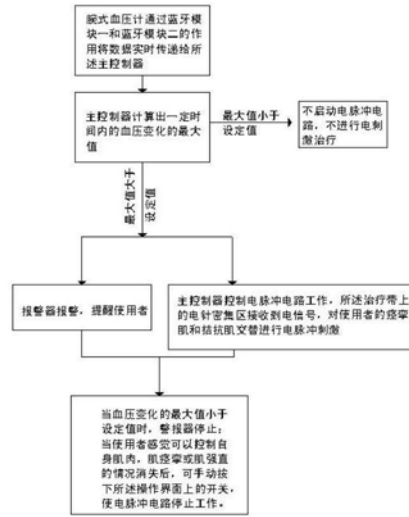 腕式血压计通过蓝牙模
块一和蓝牙模块二的作
用将数据实时传递给所
述主控制器
主控制器计算出一定时
间内的血压变化的最大
值
最大值小于
设定值
不启动电脉冲电
路，不进行电刺
激治疗
最大值大于
设定值
报警器报警，提醒使用者
主控制器控制电脉冲电路工作，所述治疗带上
的电针密集区接收到电信号，对使用者的痉挛
肌和拮抗肌交替进行电脉冲刺激
当血压变化的最大值小于
设定值时，警报器停止；
当使用者感觉可以控制自
身肌肉，肌痉挛或肌强直
的情况消失后，可手动按
下所述操作界面上的开关，
使电脉冲电路停止工作。